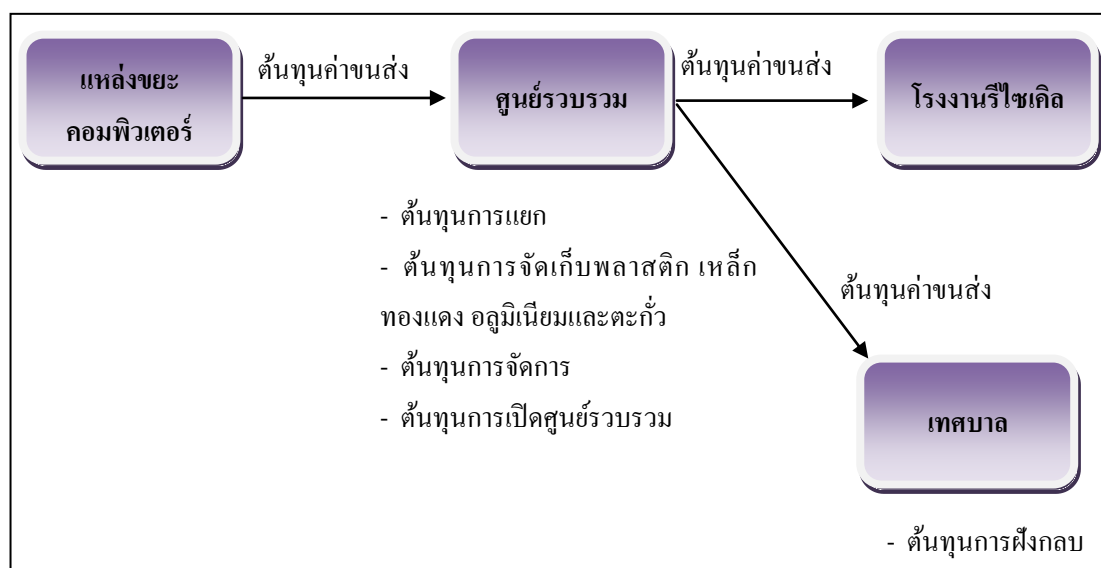 แหล่งขยะ
คอมพิวเตอร์
ต้นทุนค่าขนส่ง
ศูนย์รวบรวม
ต้นทุนค่าขนส่ง
โรงงานรีไซเคิล
- ต้นทุนการแยก
- ต้นทุนการจัดเก็บพลาสติก เหล็ก
ทองแดง อลูมิเนียมและตะกั่ว
- ต้นทุนการจัดการ
- ต้นทุนการเปิดศูนย์รวบรวม
ต้นทุนค่าขนส่ง
เทศบาล
- ต้นทุนการฝังกลบ